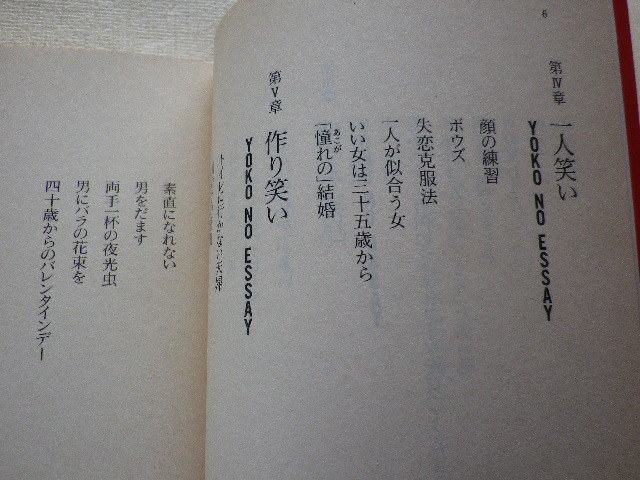 6
第Ⅳ章 一人笑い
YOKO NO ESSAY
顔の練習
ボウズ
失恋克服法
一人が似合う女
いい女は三十五歳から
「憧れの」結婚
あこが
第Ⅴ章 作り笑い
YOKO NO ESSAY
素直になれない
男をだます
両手一杯の夜光虫
男にバラの花束を
四十歳からのバレンタインデー